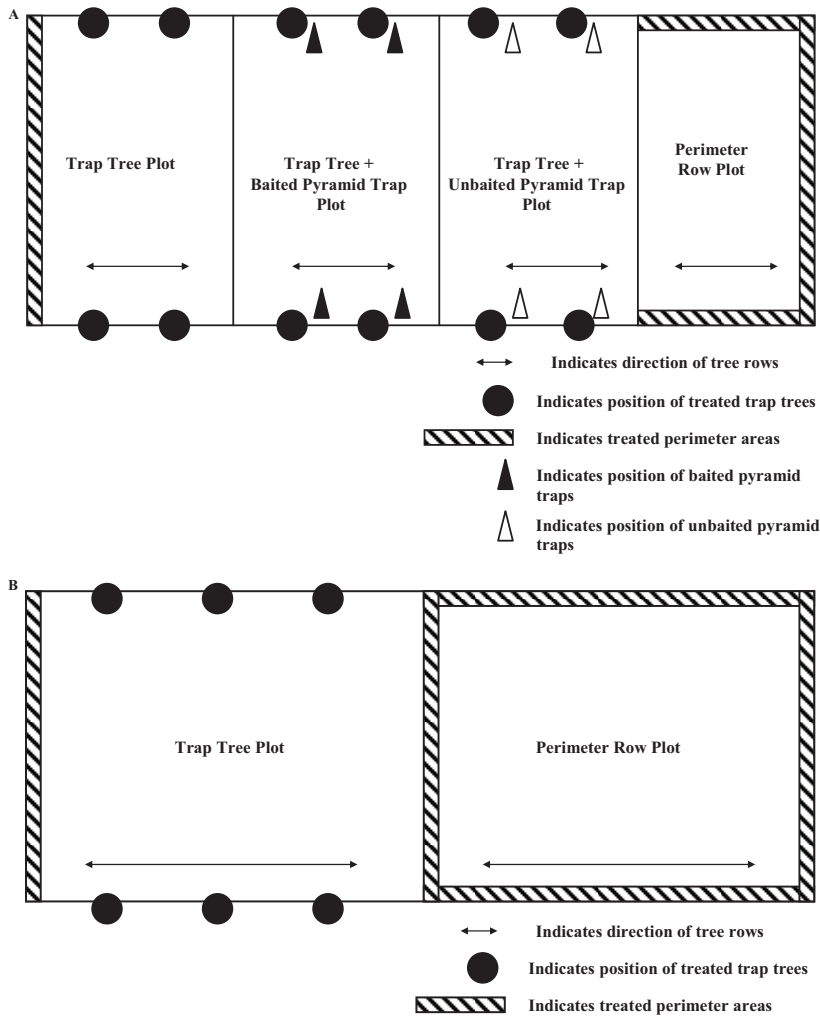 A
Trap Tree Plot
Trap Tree +
Baited Pyramid Trap
Plot
Trap Tree +
Unbaited Pyramid Trap
Plot
Perimeter
Row Plot
Indicates direction of tree rows
Indicates position of treated trap trees
Indicates treated perimeter areas
Indicates position of baited pyramid
traps
Indicates position of unbaited pyramid
traps
B
Trap Tree Plot
Perimeter Row Plot
Indicates direction of tree rows
Indicates position of treated trap trees
Indicates treated perimeter areas